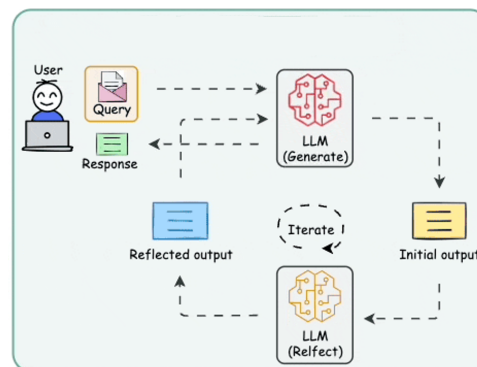 User
Query
Response
LLM
(Generate)
Reflected output
Iterate
Initial output
LLM
(Relfect)